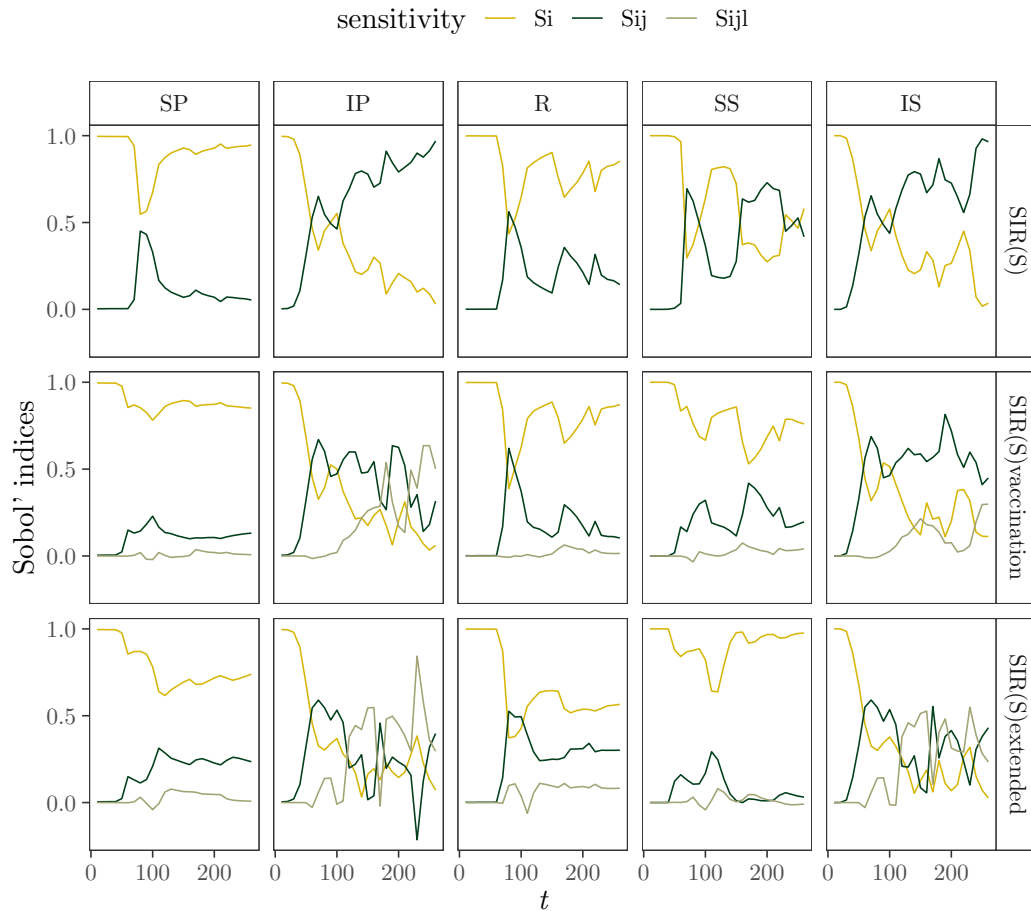 sensitivity Si Sij Sijl
SP IP R SS IS
1.0
0.5
0.0
SIR(S)
1.0
0.5
0.0
SIR(S)vaccination
1.0
0.5
0.0
SIR(S)extended
Sobol' indices
0 100 200 0 100 200 0 100 200 0 100 200 0 100 200
t